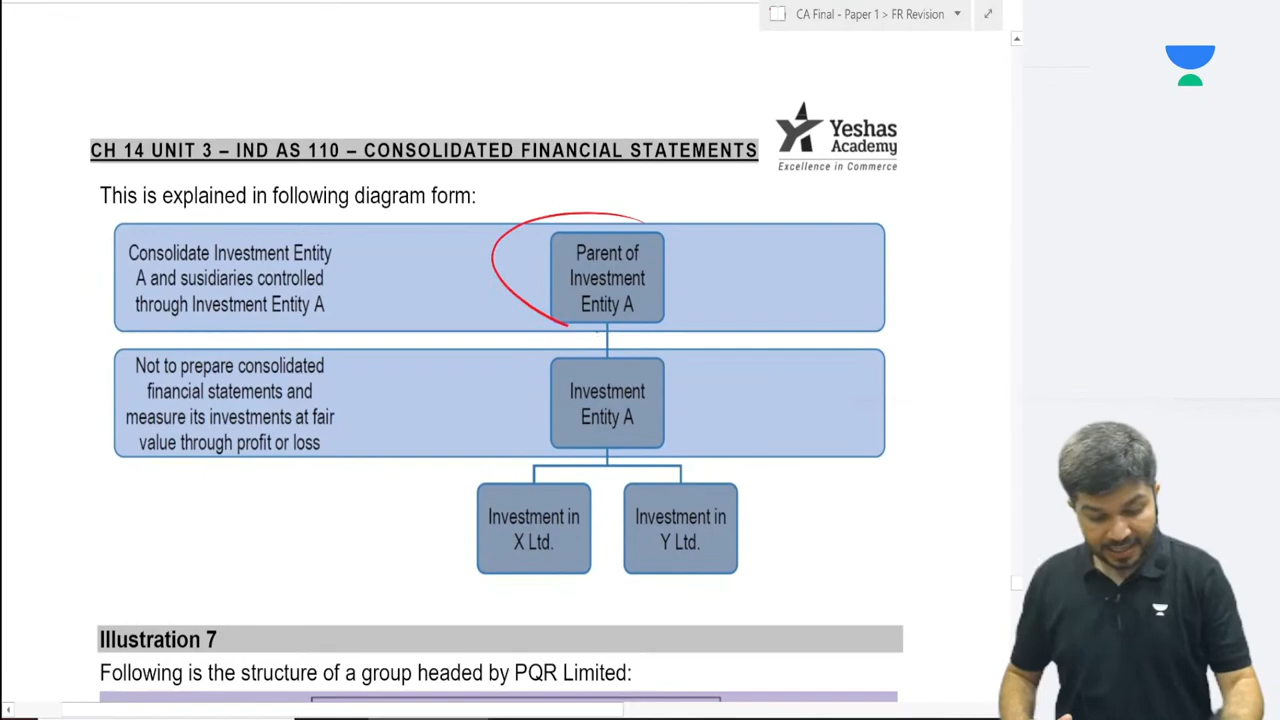 CA Final - Paper 1 > FR Revision
Yeshas
Academy
Excellence in Commerce
CH 14 UNIT 3 – IND AS 110 – CONSOLIDATED FINANCIAL STATEMENTS
This is explained in following diagram form:
Consolidate Investment Entity
A and susidiaries controlled
through Investment Entity A
Parent of
Investment
Entity A
Not to prepare consolidated
financial statements and
measure its investments at fair
value through profit or loss
Investment
Entity A
Investment in
X Ltd.
Investment in
Y Ltd.
Illustration 7
Following is the structure of a group headed by PQR Limited: